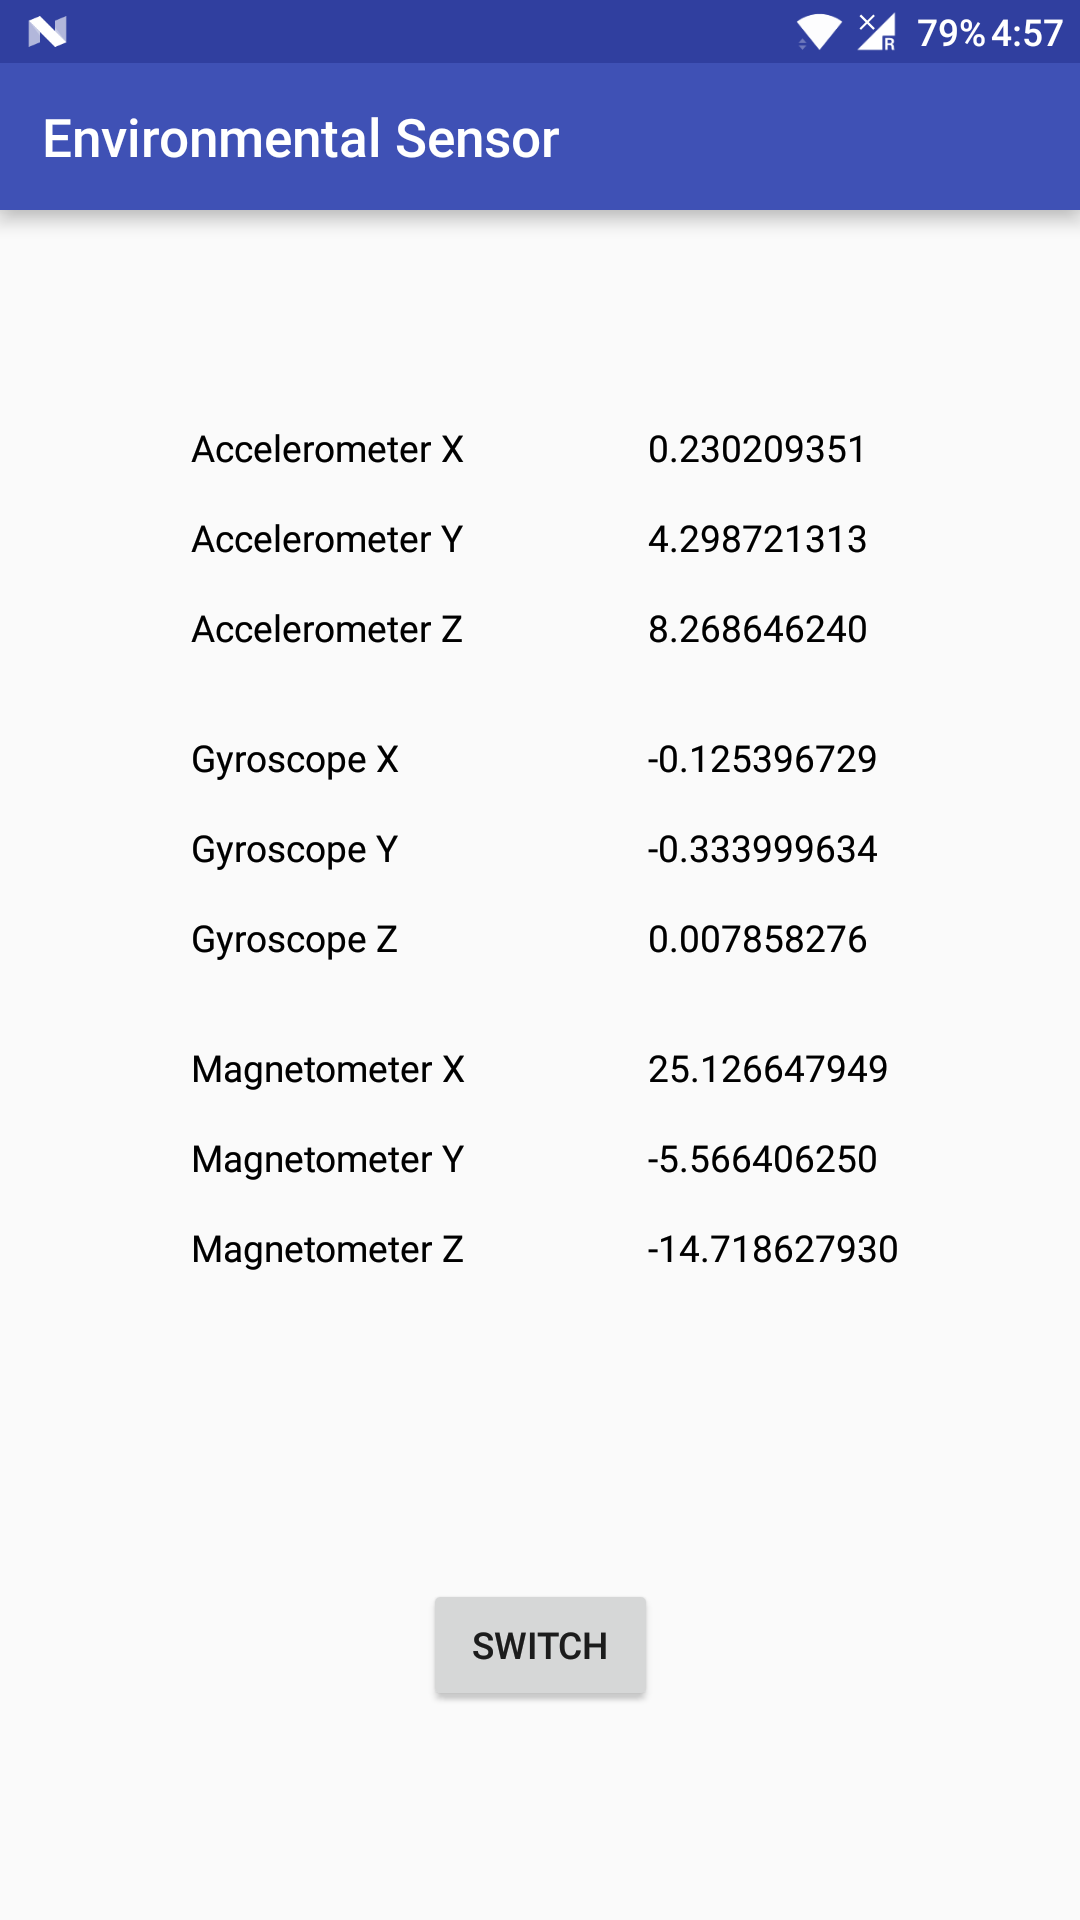 79% 4:57
Environmental Sensor
Accelerometer X 0.230209351
Accelerometer Y 4.298721313
Accelerometer Z 8.268646240
Gyroscope X -0.125396729
Gyroscope Y -0.333999634
Gyroscope Z 0.007858276
Magnetometer X 25.126647949
Magnetometer Y -5.566406250
Magnetometer Z -14.718627930
SWITCH